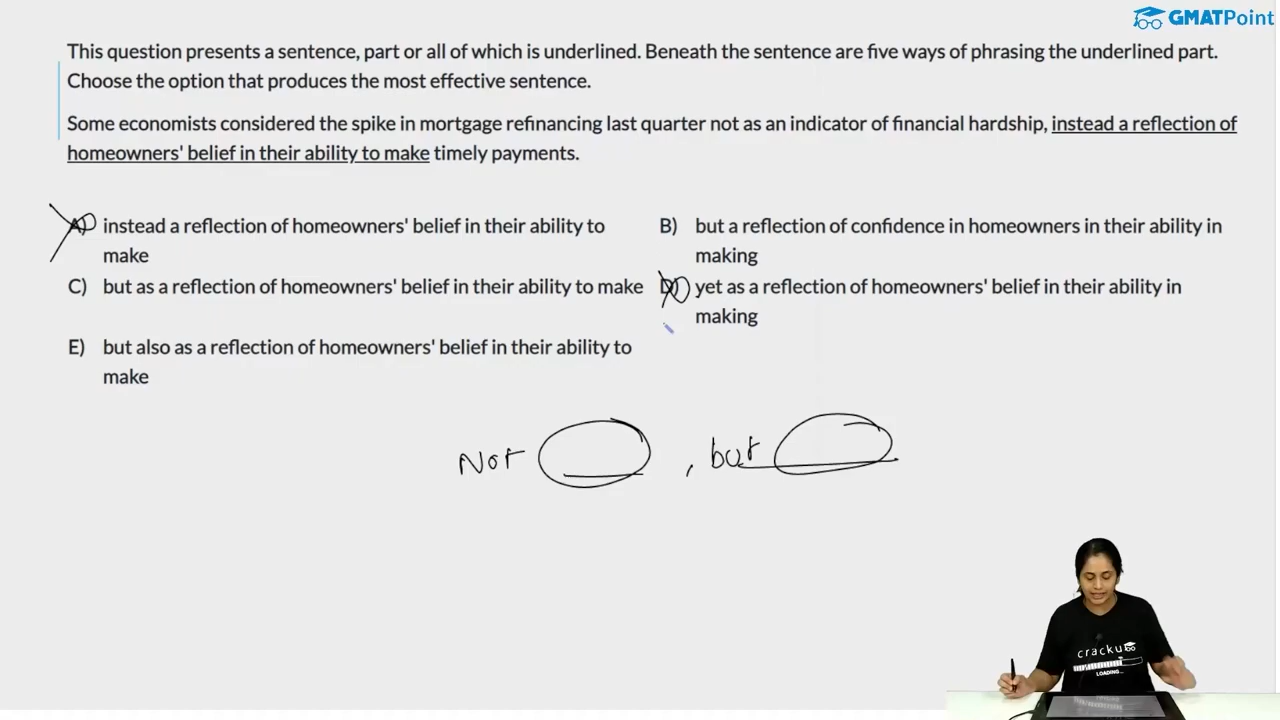 GMATPoint
This question presents a sentence, part or all of which is underlined. Beneath the sentence are five ways of phrasing the underlined part.
Choose the option that produces the most effective sentence.
Some economists considered the spike in mortgage refinancing last quarter not as an indicator of financial hardship, instead a reflection of
homeowners' belief in their ability to make timely payments.
A) instead a reflection of homeowners' belief in their ability to
make
B) but a reflection of confidence in homeowners in their ability in
making
C) but as a reflection of homeowners' belief in their ability to make
D) yet as a reflection of homeowners' belief in their ability in
making
E) but also as a reflection of homeowners' belief in their ability to
make
Not , but
cracku
LOADING...